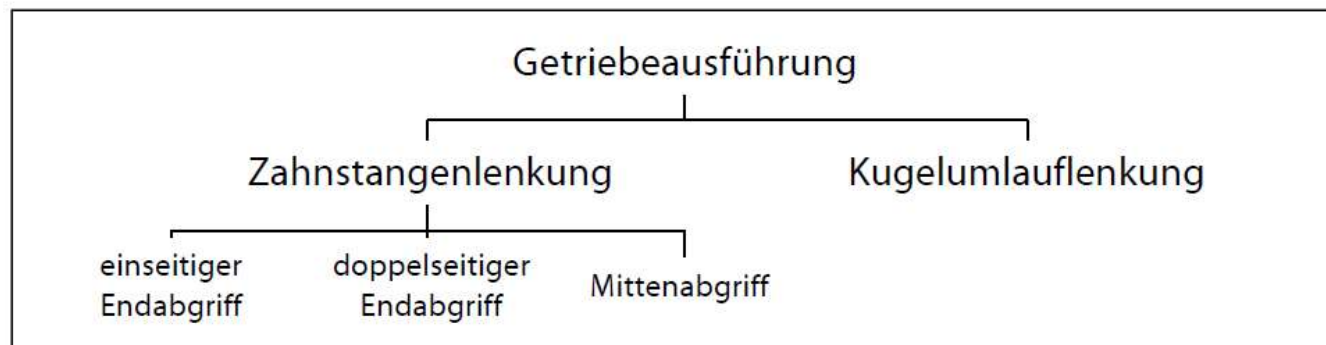 Getriebeausführung
Zahnstangenlenkung
Kugelumlauflenkung
einseitiger
Endabgriff
doppelseitiger
Endabgriff
Mittenabgriff